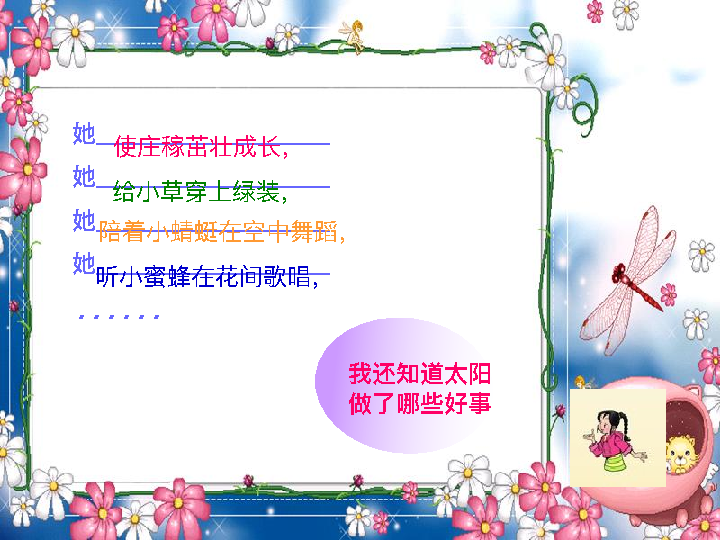 她使庄稼茁壮成长，
她给小草穿上绿装，
她陪着小蜻蜓在空中舞蹈，
她听小蜜蜂在花间歌唱，
······
我还知道太阳
做了哪些好事